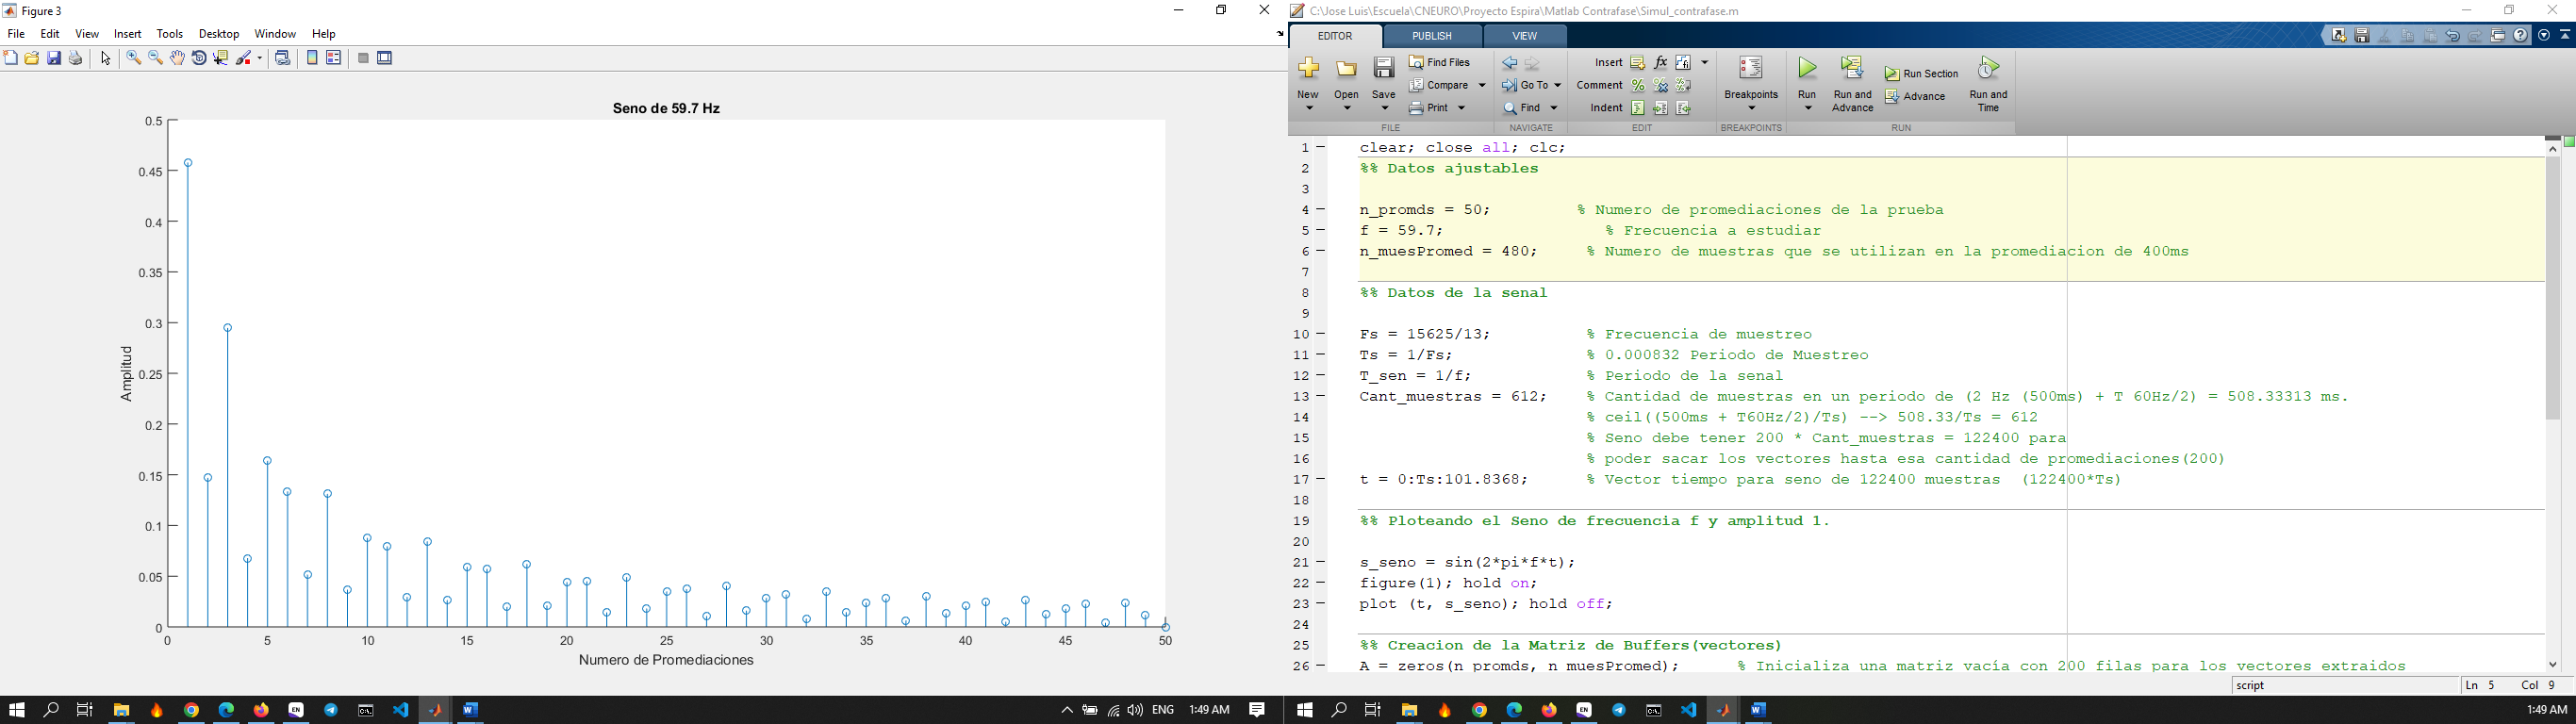 Figure 3
File Edit View Insert Tools Desktop Window Help
Seno de 59.7 Hz
0.5
0.45
0.4
0.35
0.3
0.25
0.2
0.15
0.1
0.05
0
Amplitud
0 5 10 15 20 25 30 35 40 45 50
Numero de Promediaciones
ENG 1:49 AM
C:\Jose Luis\Escuela\CNEURO\Proyecto Espira\Matlab Contrafase\Simul_contrafase.m
EDITOR PUBLISH VIEW
New Open Save Find Files Compare Print
Go To Find
Insert fx
Comment
Indent
Breakpoints
Run Run and Advance Run Section Advance Run and Time
FILE NAVIGATE EDIT BREAKPOINTS RUN
1 clear; close all; clc;
2 %% Datos ajustables
3
4 n_promds = 50; % Numero de promediaciones de la prueba
5 f = 59.7; % Frecuencia a estudiar
6 n_muesPromed = 480; % Numero de muestras que se utilizan en la promediacion de 400ms
7
8 %% Datos de la senal
9
10 Fs = 15625/13; % Frecuencia de muestreo
11 Ts = 1/Fs; % 0.000832 Periodo de Muestreo
12 T_sen = 1/f; % Periodo de la senal
13 Cant_muestras = 612; % Cantidad de muestras en un periodo de (2 Hz (500ms) + T 60Hz/2) = 508.33313 ms.
14 % ceil((500ms + T60Hz/2)/Ts) --> 508.33/Ts = 612
15 % Seno debe tener 200 * Cant_muestras = 122400 para
16 % poder sacar los vectores hasta esa cantidad de promediaciones(200)
17 t = 0:Ts:101.8368; % Vector tiempo para seno de 122400 muestras (122400*Ts)
18
19 %% Ploteando el Seno de frecuencia f y amplitud 1.
20
21 s_seno = sin(2*pi*f*t);
22 figure(1); hold on;
23 plot (t, s_seno); hold off;
24
25 %% Creacion de la Matriz de Buffers(vectores)
26 A = zeros(n_promds, n_muesPromed); % Inicializa una matriz vacía con 200 filas para los vectores extraidos
script Ln 5 Col 9
1:49 AM